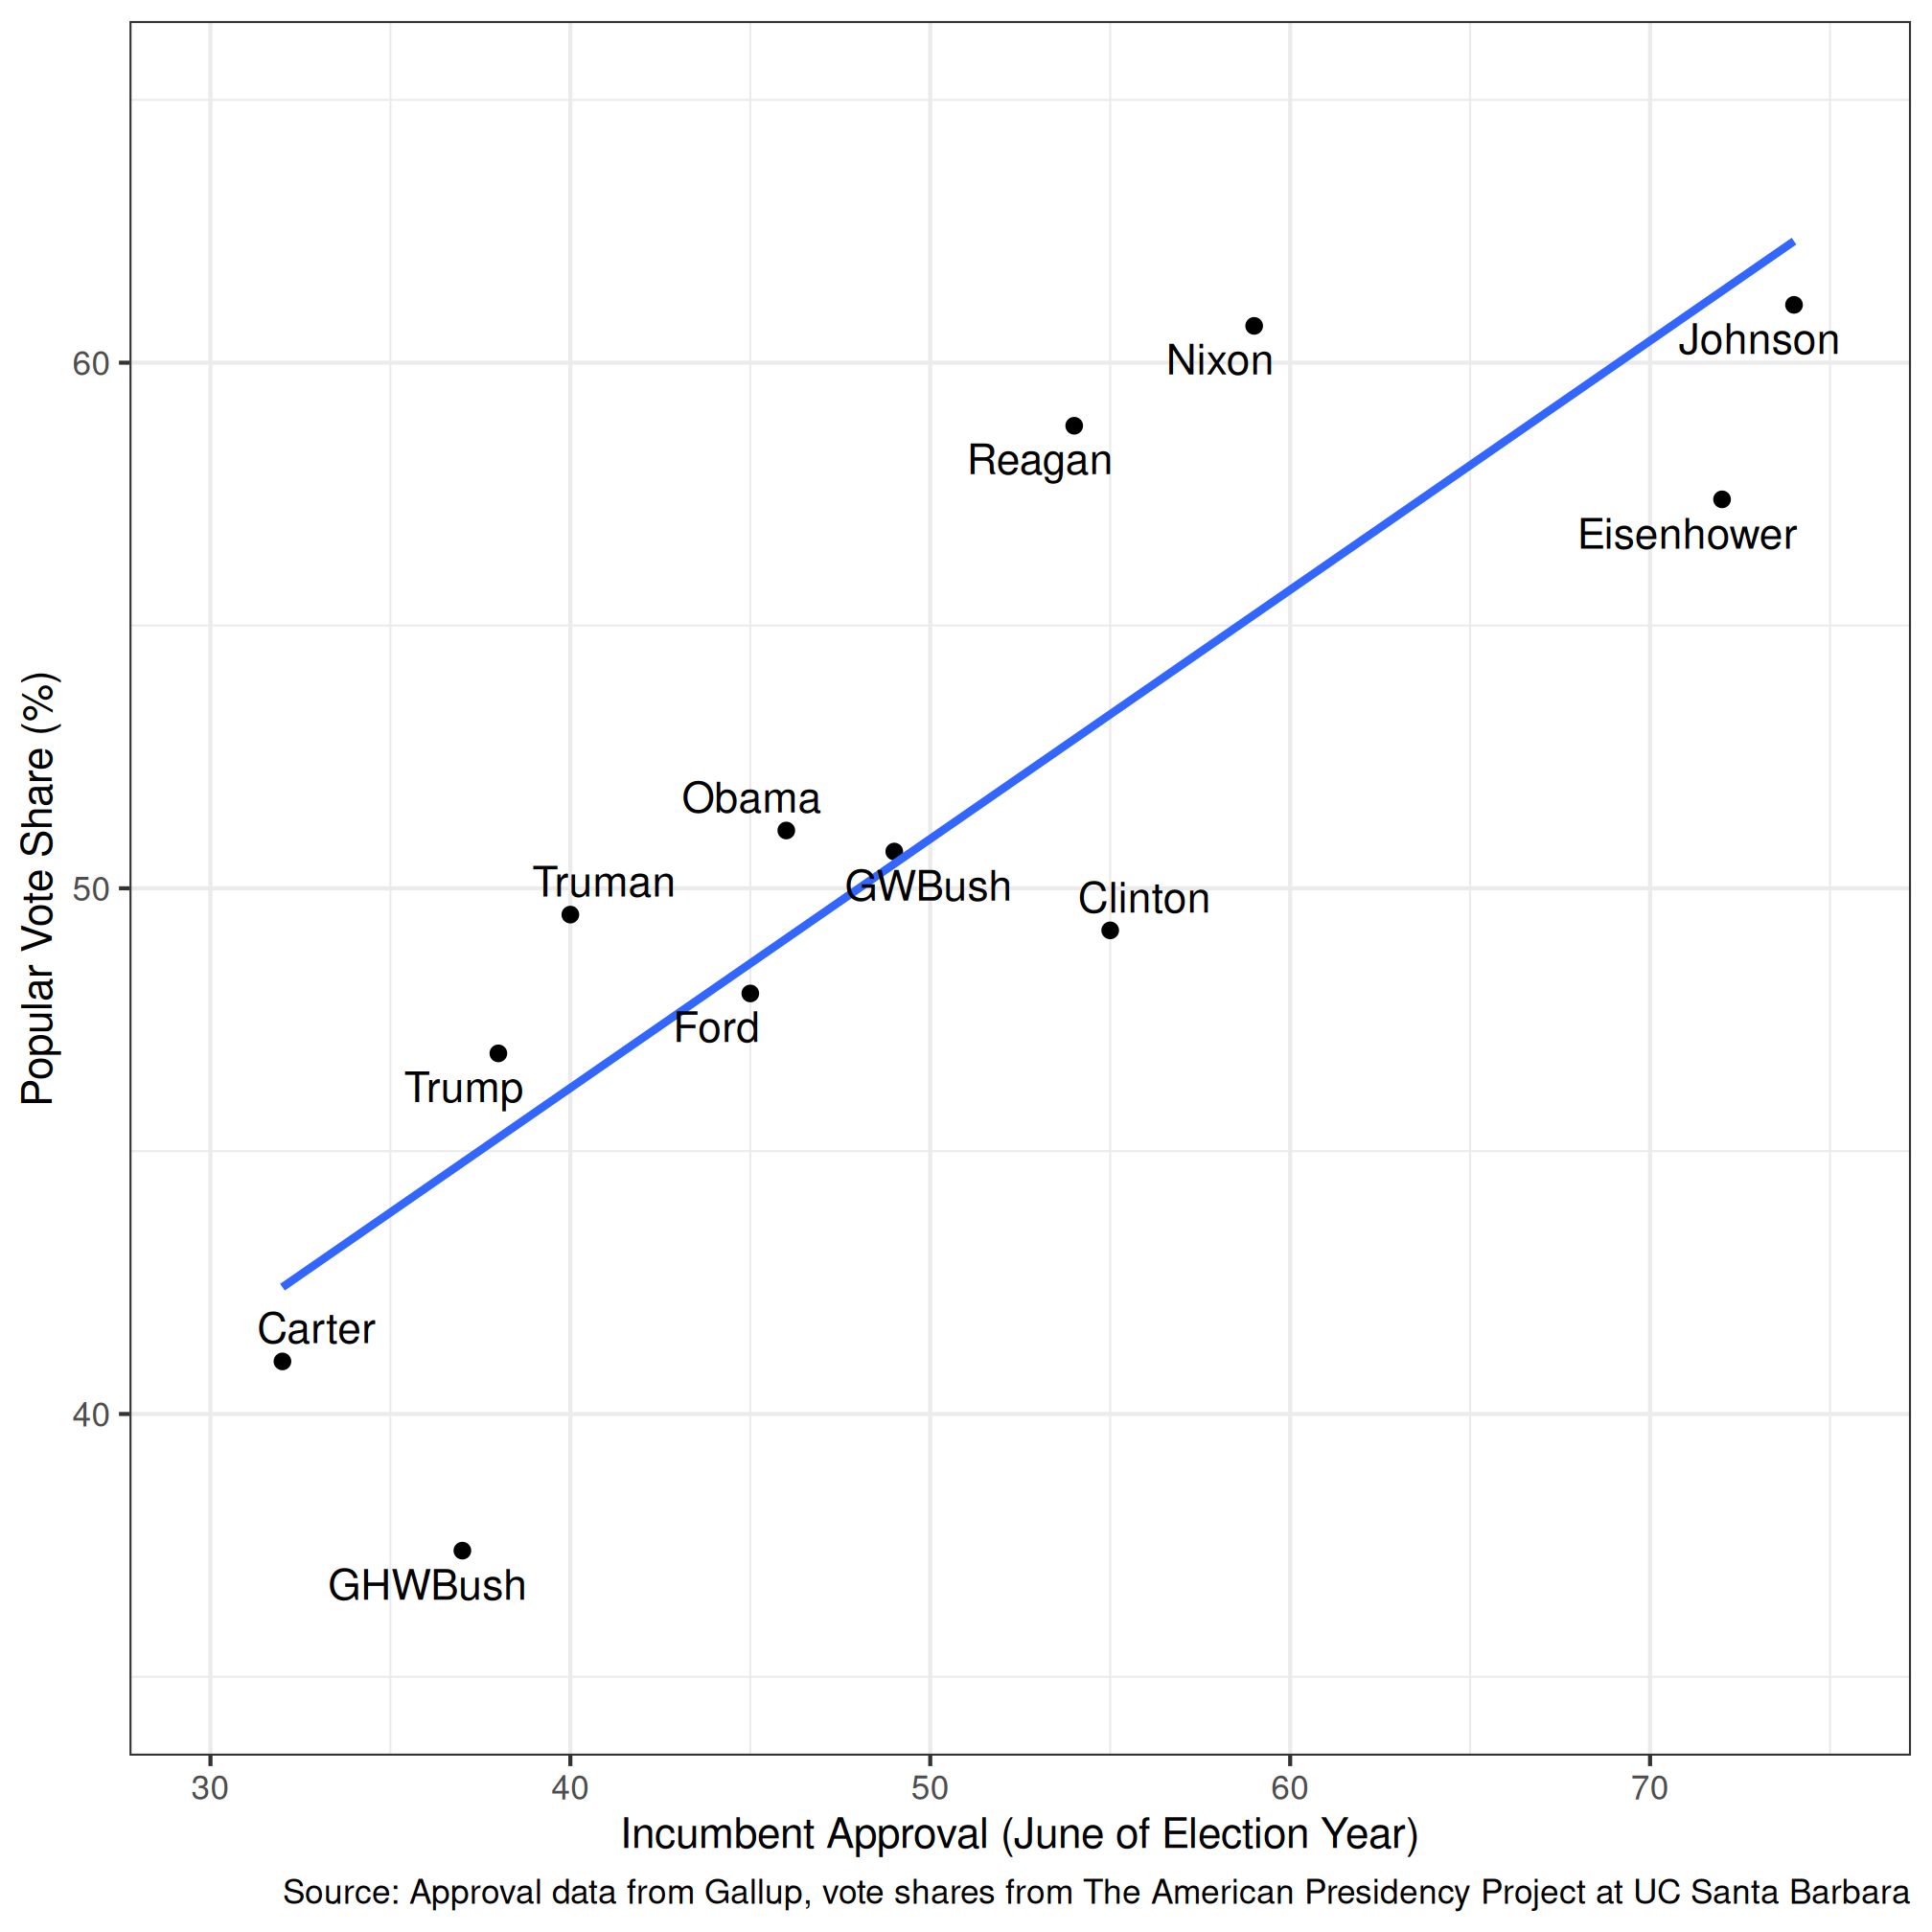 Nixon
Johnson
60
Reagan
Eisenhower
Popular Vote Share (%)
Obama
Truman
50
GWBush
Clinton
Ford
Trump
Carter
40
GHWBush
30
40
50
60
70
Incumbent Approval (June of Election Year)
Source: Approval data from Gallup, vote shares from The American Presidency Project at UC Santa Barbara